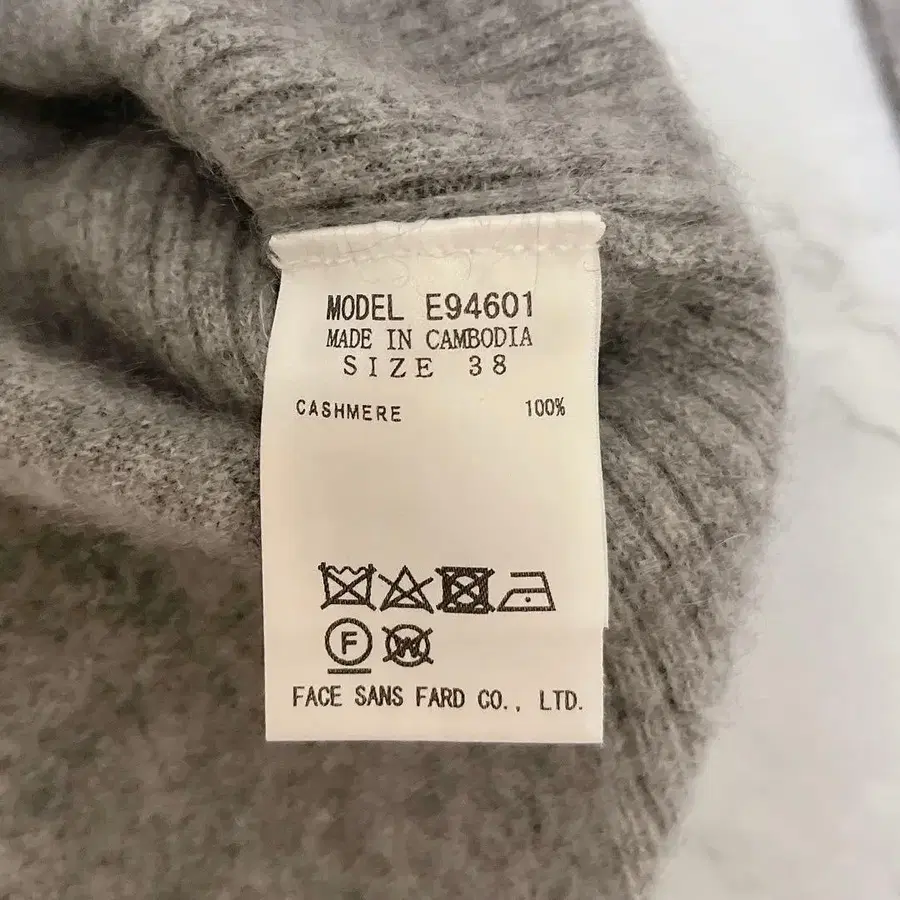 MODEL E94601
MADE IN CAMBODIA
SIZE 38
CASHMERE 100%
F W
FACE SANS FARD CO., LTD.